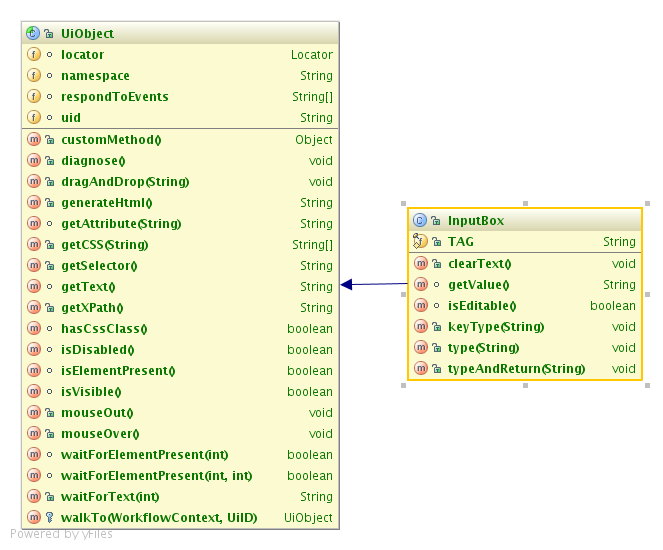 UiObject
locator Locator
namespace String
respondToEvents String[]
uid String
customMethod() Object
diagnose() void
dragAndDrop(String) void
generateHtml() String
getAttribute(String) String
getCSS(String) String[]
getSelector() String
getText() String
getXPath() String
hasCssClass() boolean
isDisabled() boolean
isElementPresent() boolean
isVisible() boolean
mouseOut() void
mouseOver() void
waitForElementPresent(int) boolean
waitForElementPresent(int, int) boolean
waitForText(int) String
walkTo(WorkflowContext, UiID) UiObject
InputBox
TAG String
clearText() void
getValue() String
isEditable() boolean
keyType(String) void
type(String) void
typeAndReturn(String) void
Powered by yFiles